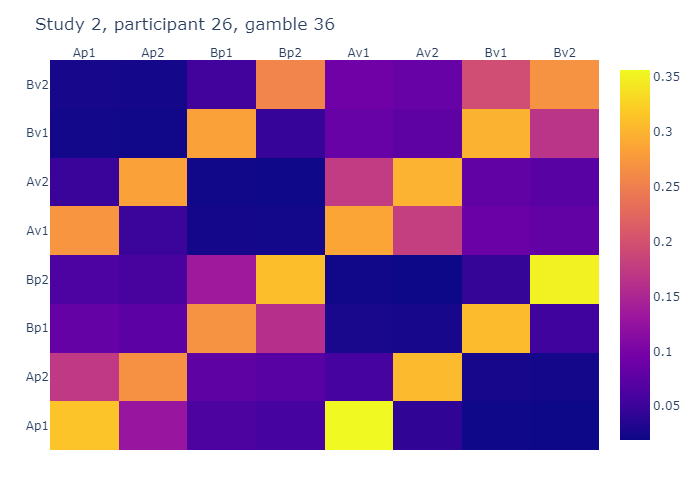 Study 2, participant 26, gamble 36
Ap1 Ap2 Bp1 Bp2 Av1 Av2 Bv1 Bv2
Bv2
Bv1
Av2
Av1
Bp2
Bp1
Ap2
Ap1
0.35
0.3
0.25
0.2
0.15
0.1
0.05